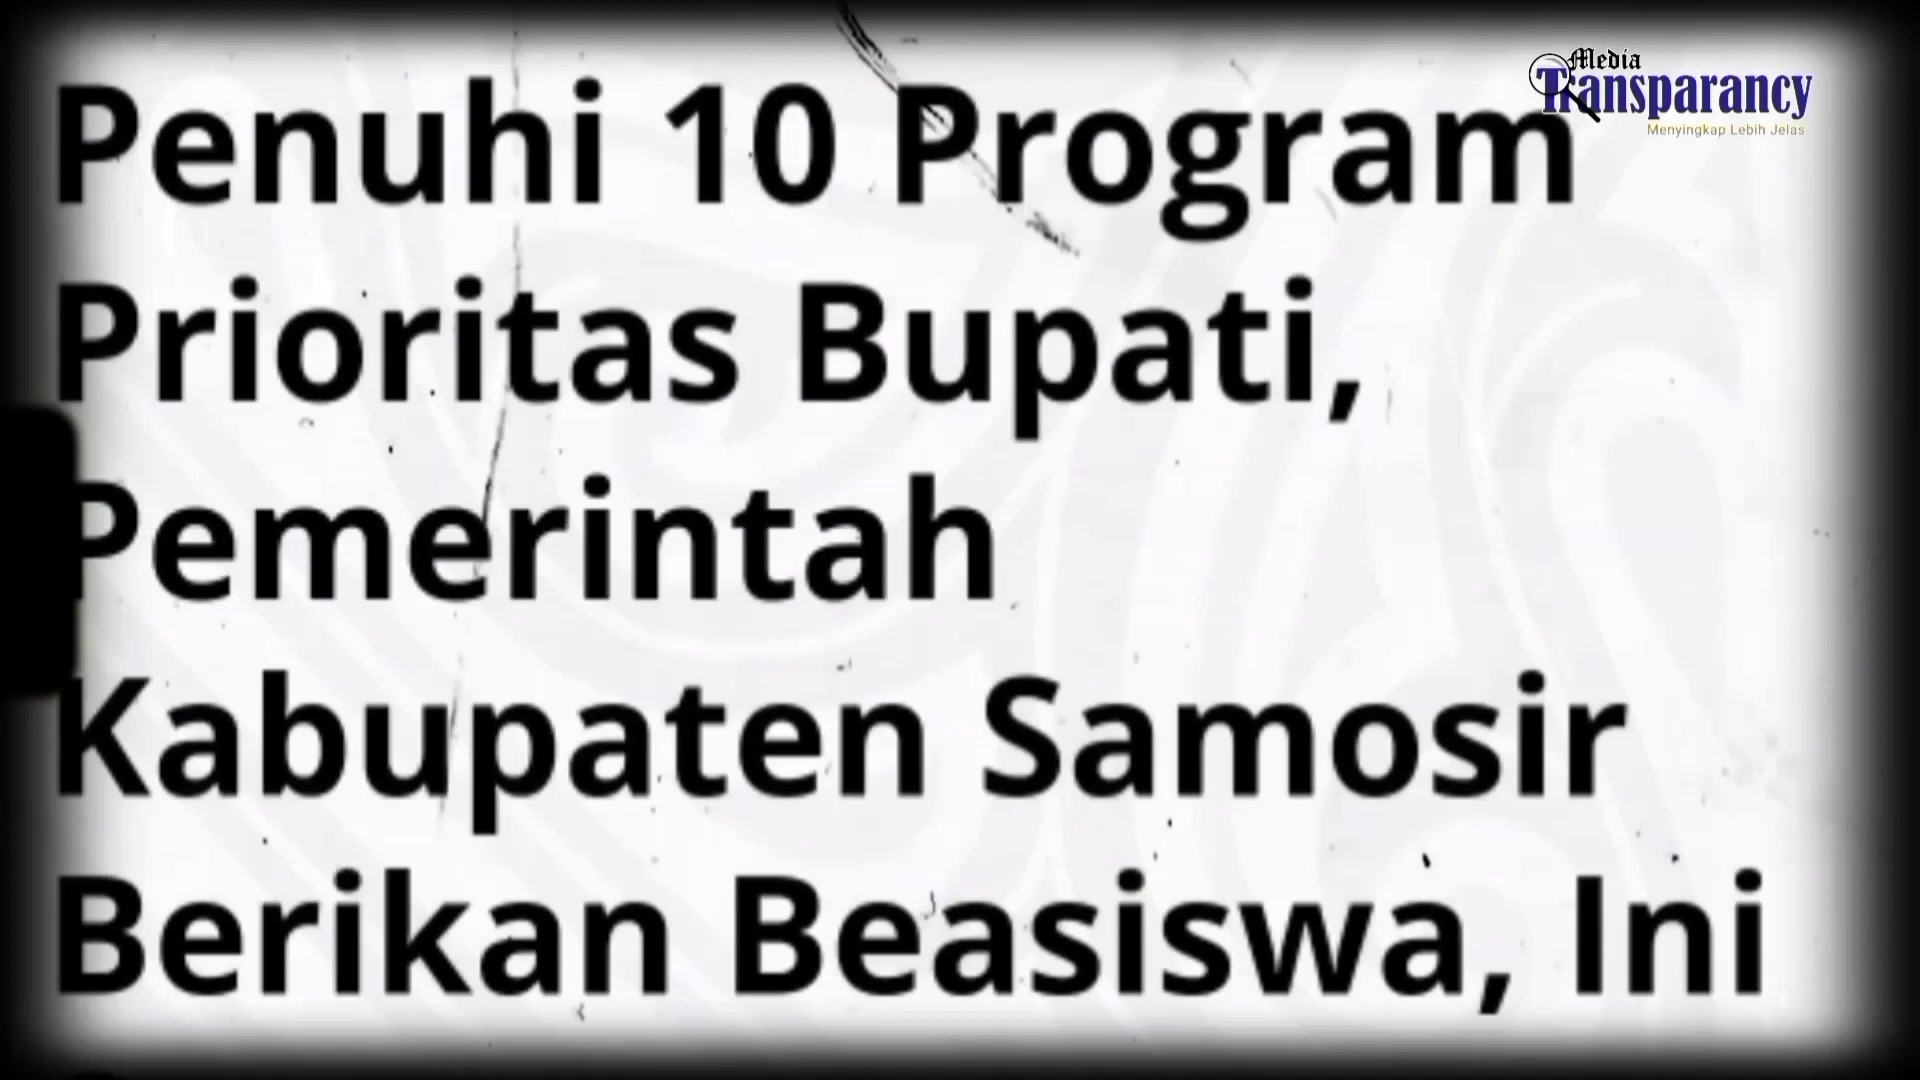 Media
Transparancy
Menyingkap Lebih Jelas
Penuhi 10 Program
Prioritas Bupati,
Pemerintah
Kabupaten Samosir
Berikan Beasiswa, Ini